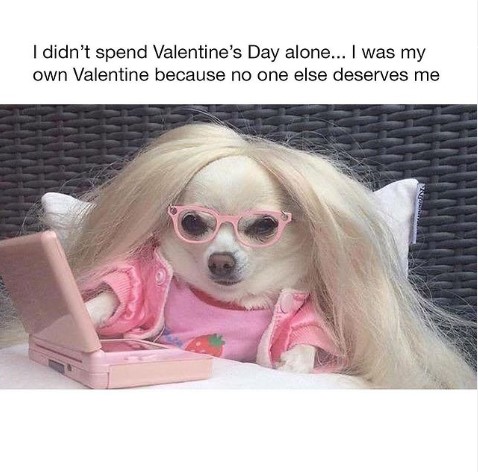 I didn’t spend Valentine’s Day alone... I was my
own Valentine because no one else deserves me